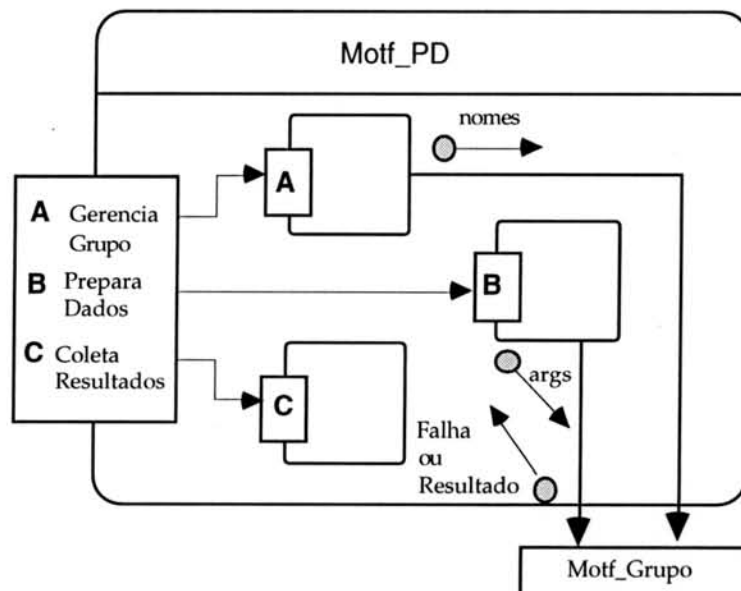 Motf_PD
nomes
A
A Gerencia
Grupo
B Prepara
Dados
B
C Coleta
Resultados
C
args
Falha
ou
Resultado
Motf_Grupo